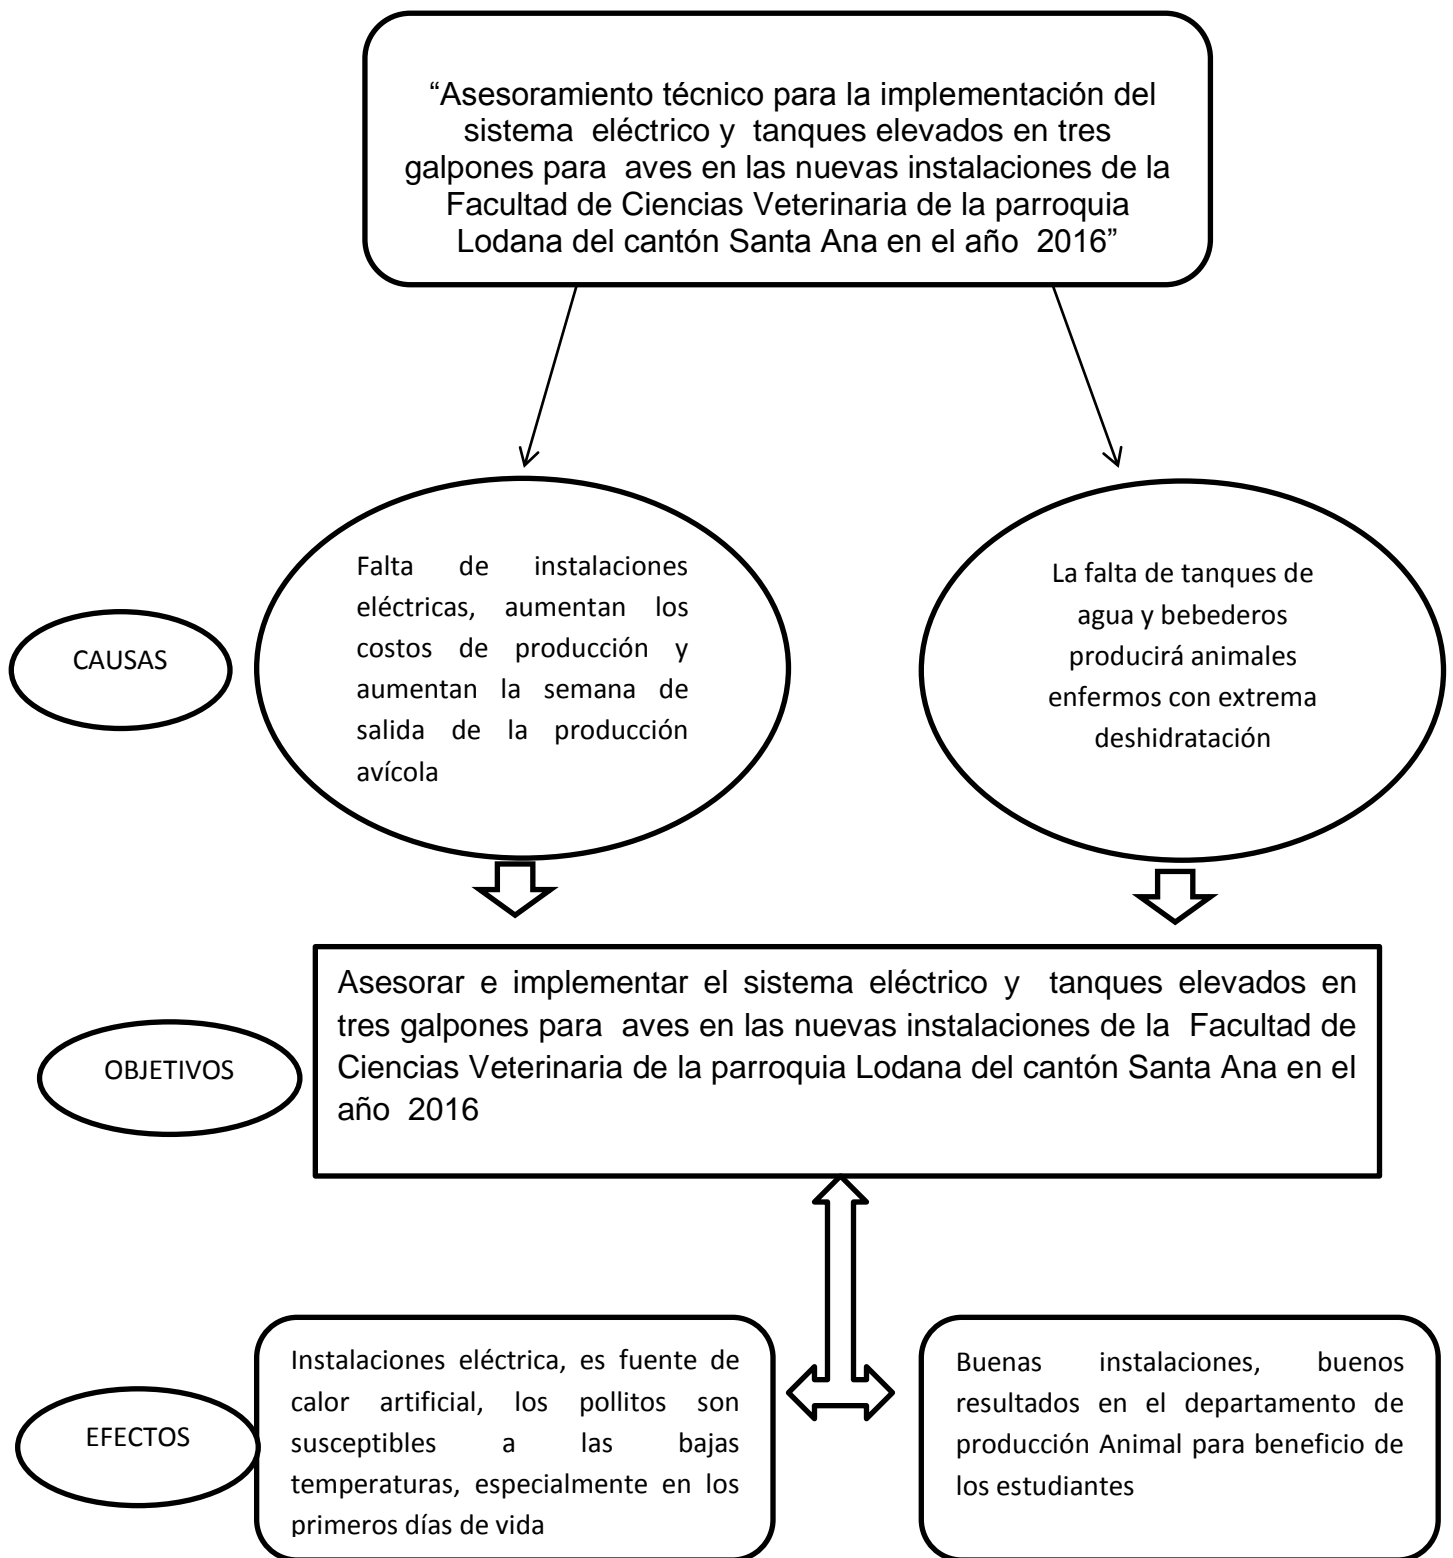 “Asesoramiento técnico para la implementación del
sistema eléctrico y tanques elevados en tres
galpones para aves en las nuevas instalaciones de la
Facultad de Ciencias Veterinaria de la parroquia
Lodana del cantón Santa Ana en el año 2016”
CAUSAS
Falta de instalaciones
eléctricas, aumentan los
costos de producción y
aumentan la semana de
salida de la producción
avícola
La falta de tanques de
agua y bebederos
producirá animales
enfermos con extrema
deshidratación
OBJETIVOS
Asesorar e implementar el sistema eléctrico y tanques elevados en
tres galpones para aves en las nuevas instalaciones de la Facultad de
Ciencias Veterinaria de la parroquia Lodana del cantón Santa Ana en el
año 2016
EFECTOS
Instalaciones eléctrica, es fuente de
calor artificial, los pollitos son
susceptibles a las bajas
temperaturas, especialmente en los
primeros días de vida
Buenas instalaciones, buenos
resultados en el departamento de
producción Animal para beneficio de
los estudiantes